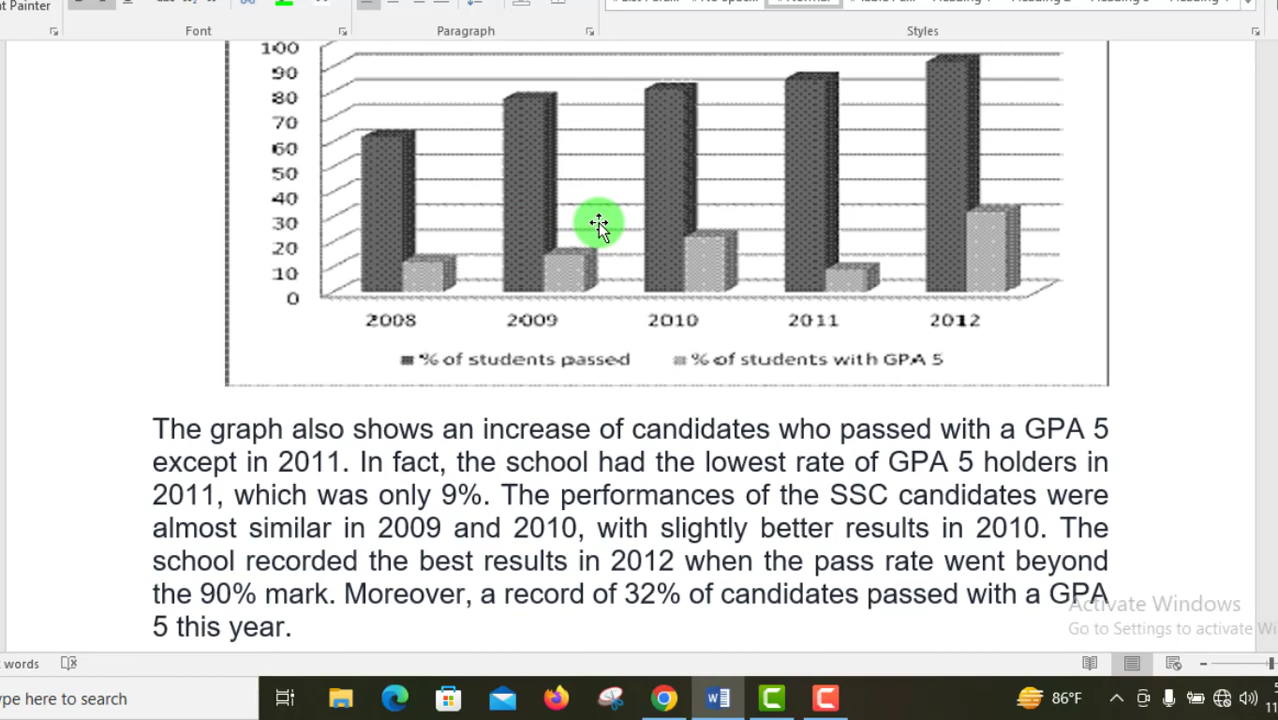 nt Painter
Font
Paragraph
Styles
100
90
80
70
60
50
40
30
20
10
0
2008 2009 2010 2011 2012
% of students passed % of students with GPA 5
The graph also shows an increase of candidates who passed with a GPA 5
except in 2011. In fact, the school had the lowest rate of GPA 5 holders in
2011, which was only 9%. The performances of the SSC candidates were
almost similar in 2009 and 2010, with slightly better results in 2010. The
school recorded the best results in 2012 when the pass rate went beyond
the 90% mark. Moreover, a record of 32% of candidates passed with a GPA
5 this year.
Activate Windows
Go to Settings to activate Wi
words
ype here to search
86°F
11